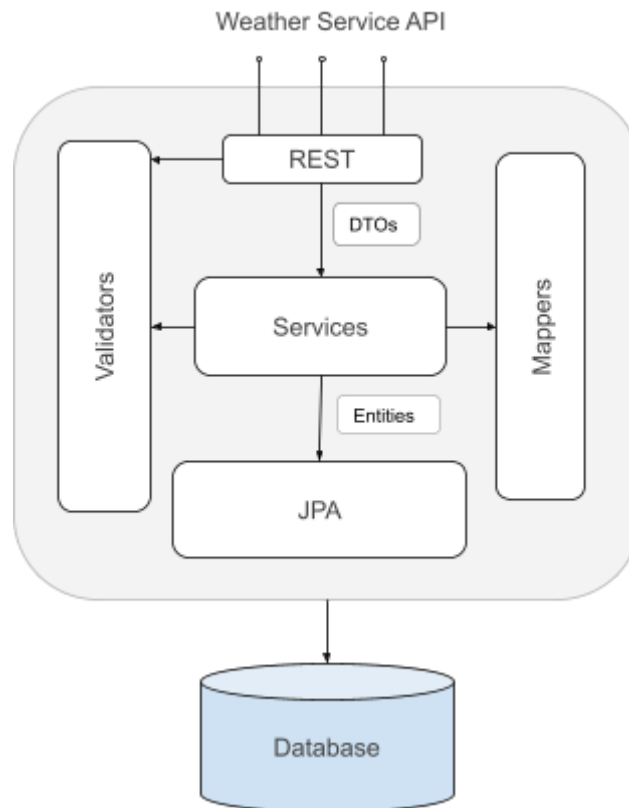 Weather Service API
REST
DTOs
Validators
Services
Mappers
Entities
JPA
Database